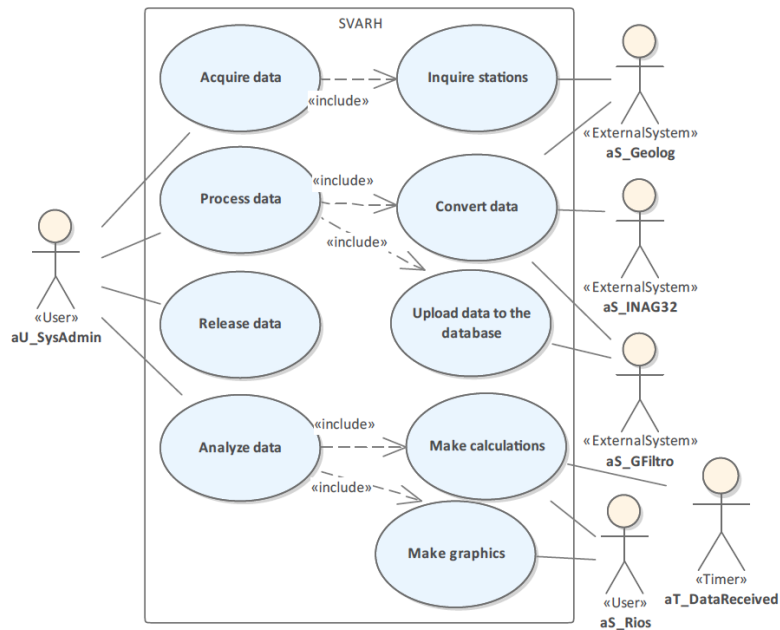 SVARH
Acquire data
Inquire stations
«include»
«ExternalSystem»
aS_Geolog
Process data
«include»
Convert data
«include»
«User»
aU_SysAdmin
«ExternalSystem»
aS_INAG32
Release data
Upload data to the
database
«ExternalSystem»
aS_GFiltro
Analyze data
«include»
Make calculations
«include»
Make graphics
«Timer»
aT_DataReceived
«User»
aS_Rios